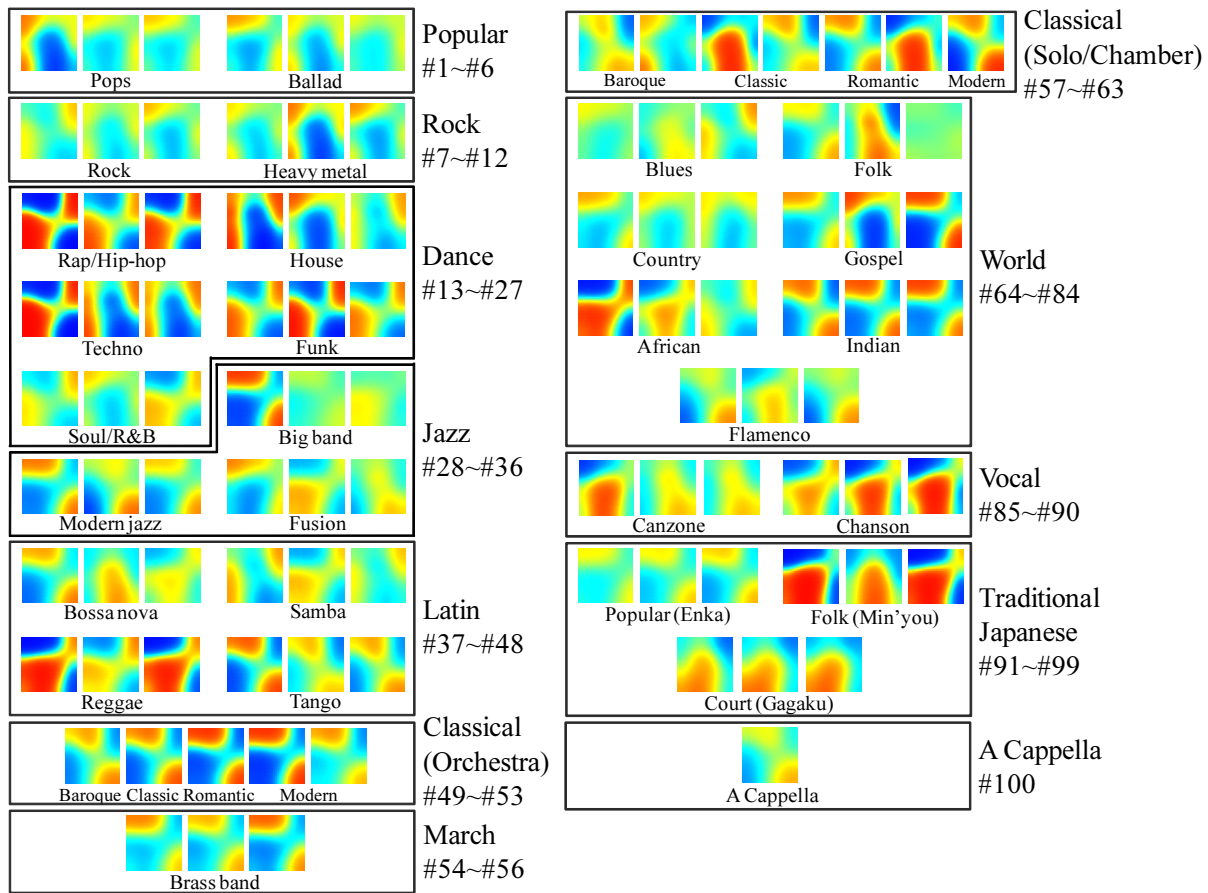 Pops Ballad
Popular
#1~#6
Rock Heavy metal
Rock
#7~#12
Rap/Hip-hop House
Techno Funk
Soul/R&B
Dance
#13~#27
Big band
Modern jazz Fusion
Jazz
#28~#36
Bossa nova Samba
Reggae Tango
Latin
#37~#48
Baroque Classic Romantic Modern
Classical
(Orchestra)
#49~#53
Brass band
March
#54~#56
Baroque Classic Romantic Modern
Classical
(Solo/Chamber)
#57~#63
Blues Folk
Country Gospel
African Indian
Flamenco
World
#64~#84
Canzone Chanson
Vocal
#85~#90
Popular (Enka) Folk (Min'you)
Court (Gagaku)
Traditional
Japanese
#91~#99
A Cappella
A Cappella
#100